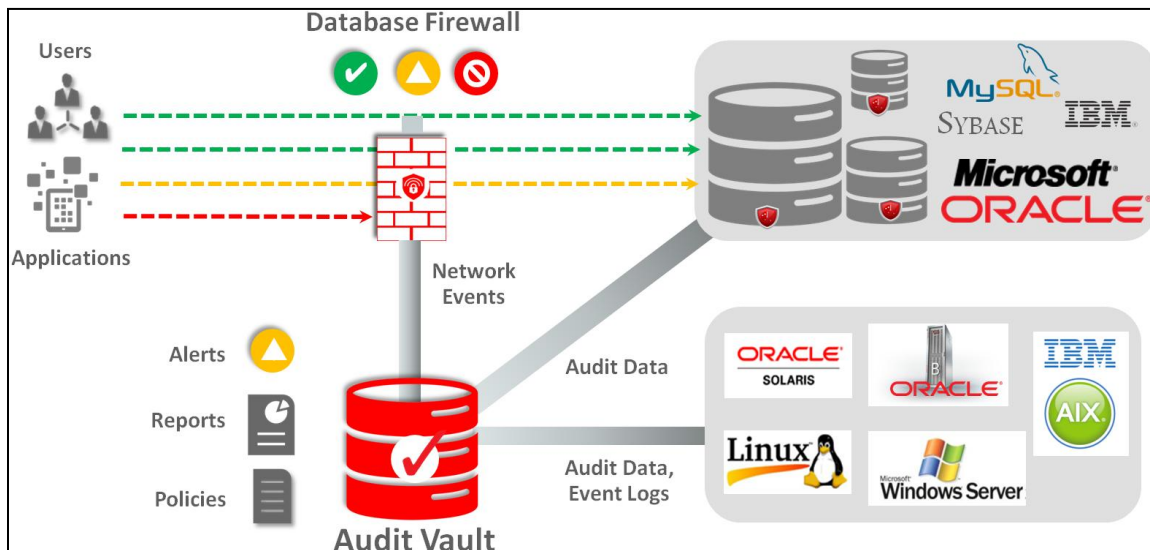 Database Firewall
Users
Applications
MySQL®
SYBASE
IBM®
Microsoft®
ORACLE®
Network
Events
Alerts
Reports
Policies
Audit Data
Audit Data,
Event Logs
ORACLE®
SOLARIS
B
ORACLE®
IBM
AIX®
Linux™
Microsoft®
Windows Server
Audit Vault